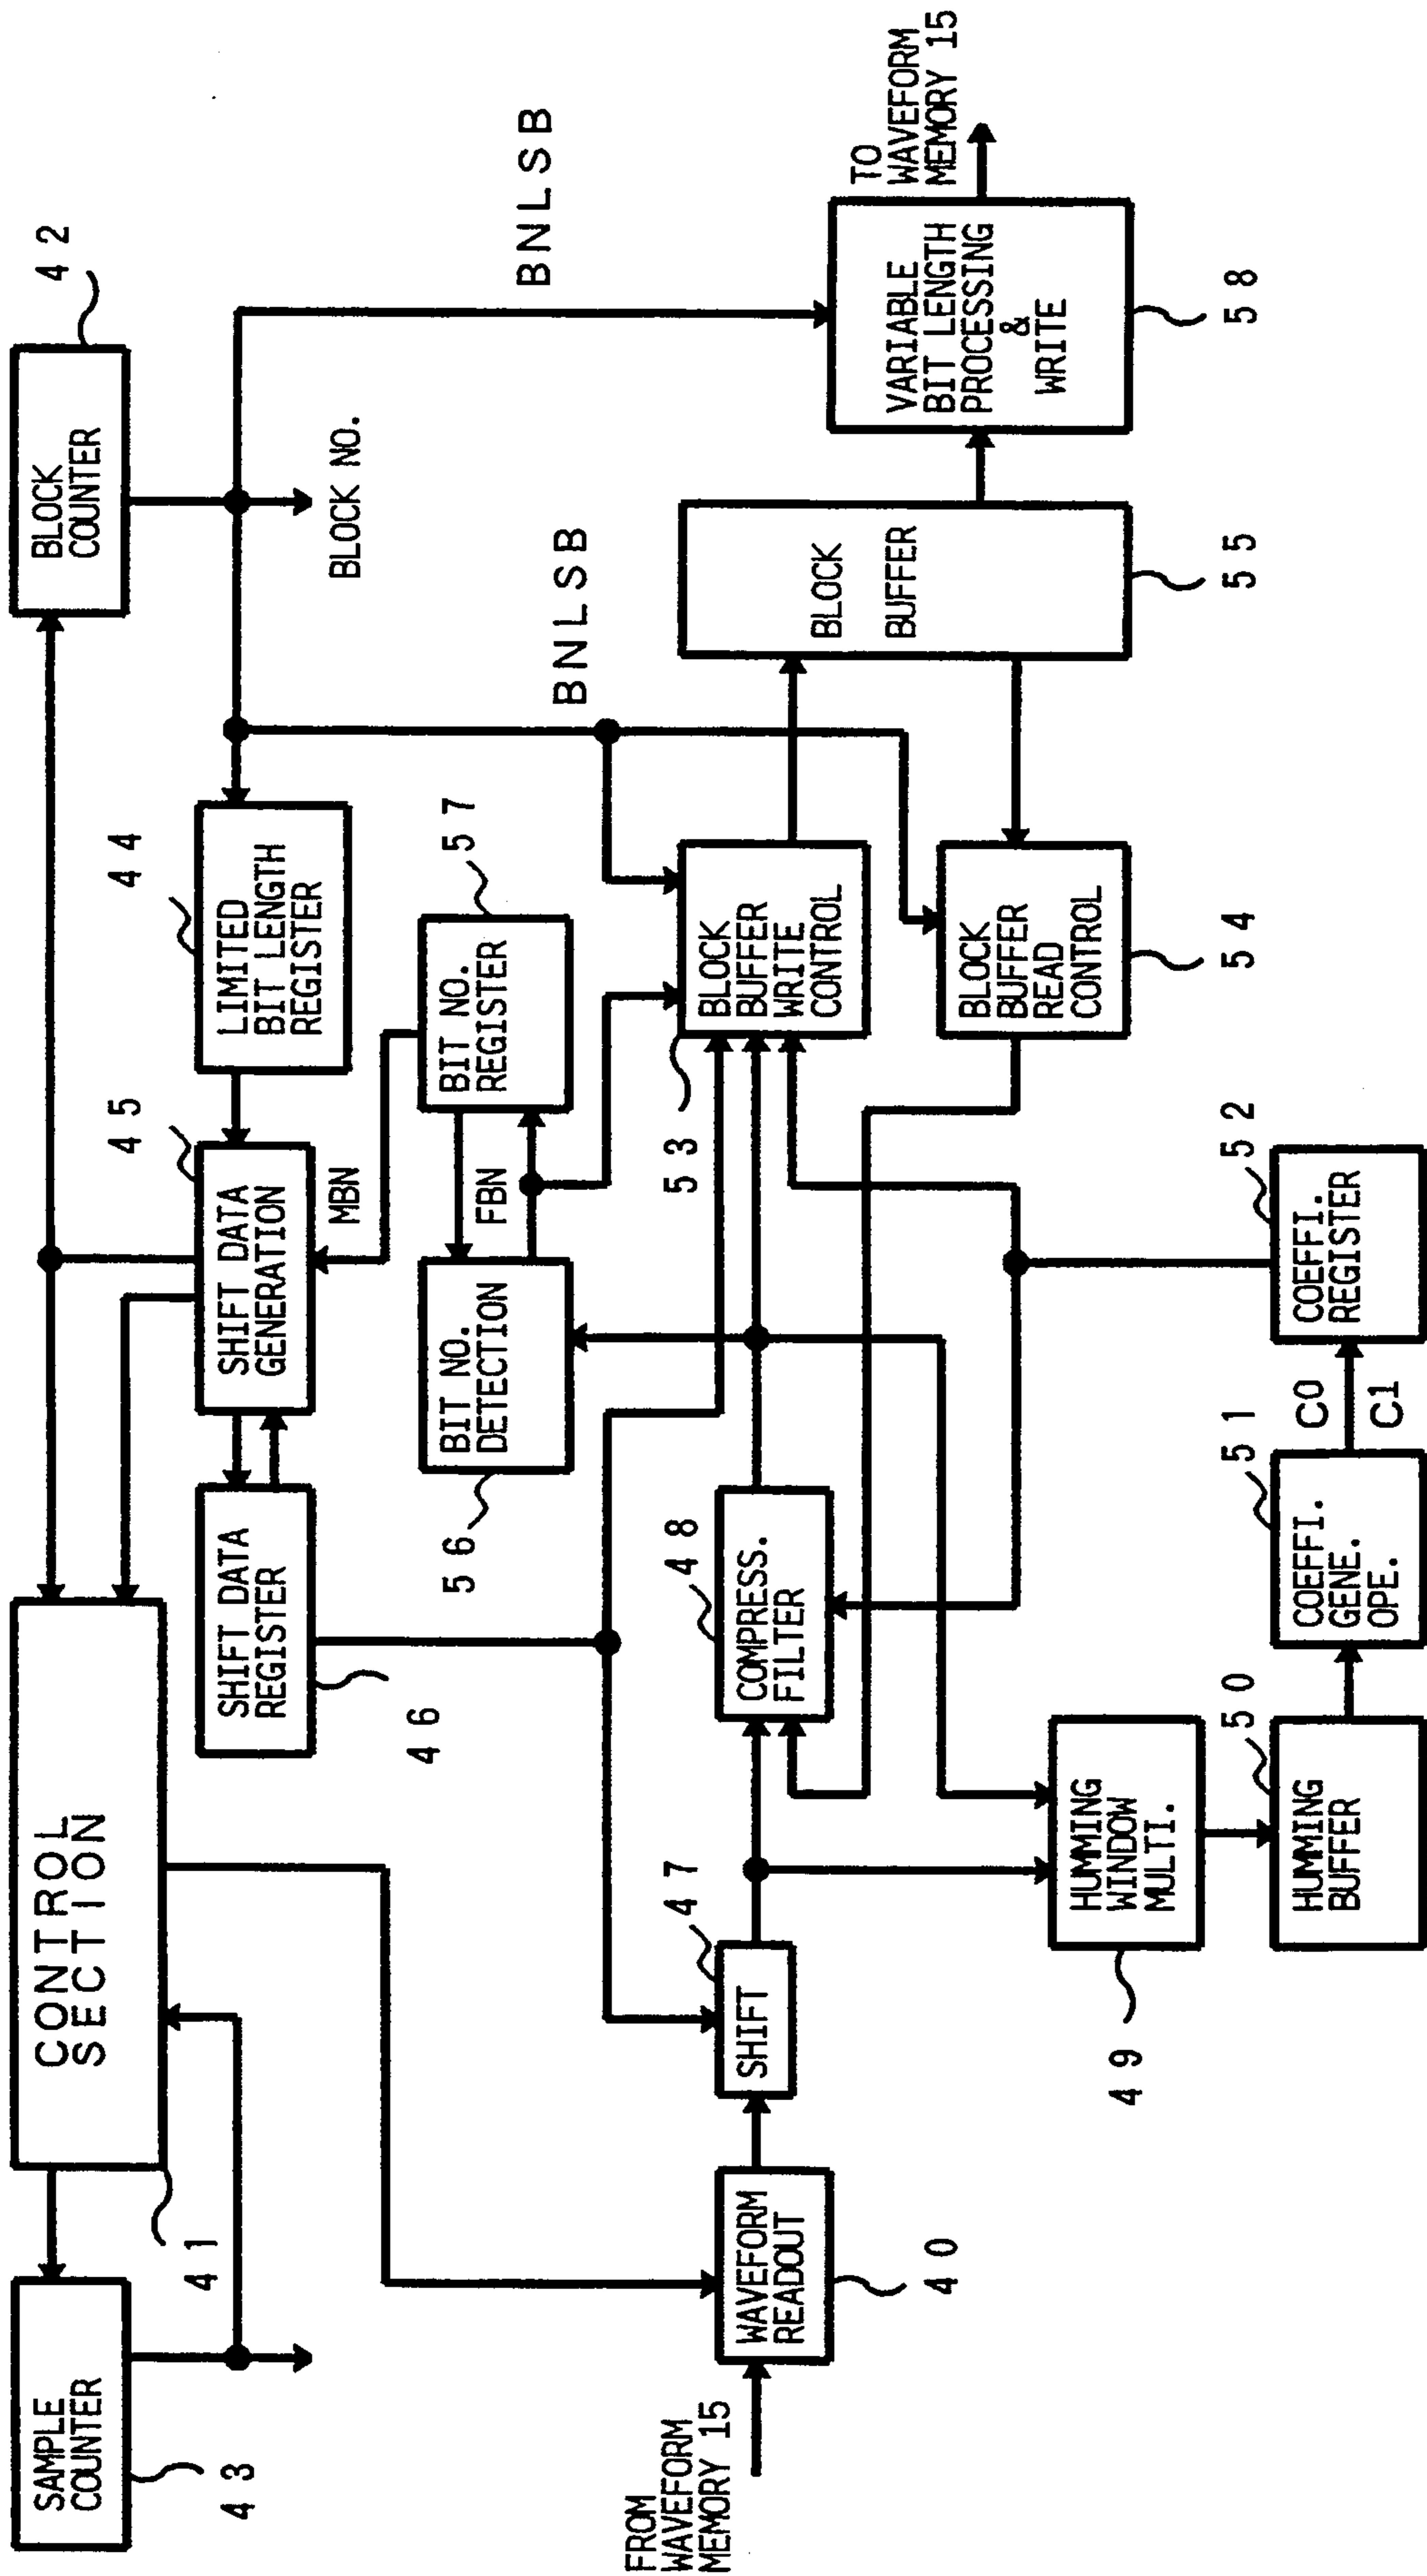 SAMPLE
COUNTER
43
CONTROL
SECTION
41
BLOCK
COUNTER
42
SHIFT DATA
REGISTER
46
SHIFT DATA
GENERATION
45
LIMITED
BIT LENGTH
REGISTER
44
BLOCK NO.
BNLSB
MBN
BIT NO.
DETECTION
56
FBN
BIT NO.
REGISTER
57
BNLSB
FROM
WAVEFORM
MEMORY 15
WAVEFORM
READOUT
40
SHIFT
47
COMPRESS.
FILTER
48
BLOCK
BUFFER
WRITE
CONTROL
53
BLOCK
BUFFER
READ
CONTROL
54
BLOCK
BUFFER
55
VARIABLE
BIT LENGTH
PROCESSING
&
WRITE
58
TO
WAVEFORM
MEMORY 15
HUMMING
WINDOW
MULTI.
49
HUMMING
BUFFER
50
COEFFI.
GENE.
OPE.
51
C0
C1
COEFFI.
REGISTER
52